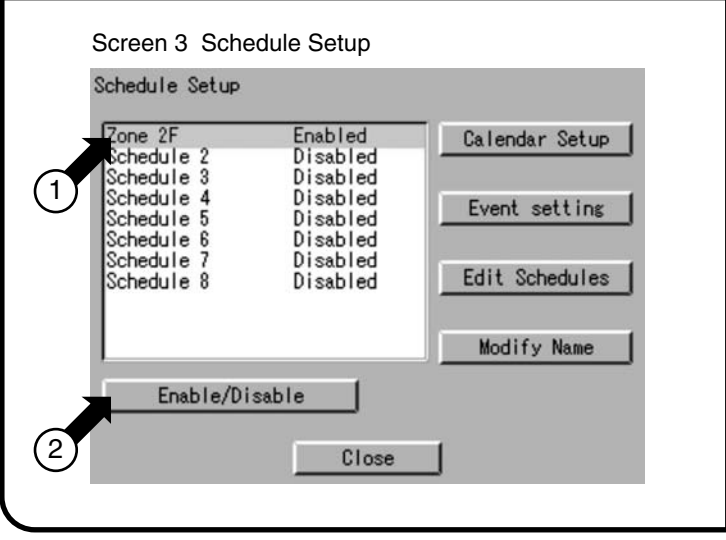 Screen 3 Schedule Setup
Schedule Setup
Zone 2F Enabled
Schedule 2 Disabled
Schedule 3 Disabled
Schedule 4 Disabled
Schedule 5 Disabled
Schedule 6 Disabled
Schedule 7 Disabled
Schedule 8 Disabled
1
Calendar Setup
Event setting
Edit Schedules
Modify Name
Enable/Disable
2
Close